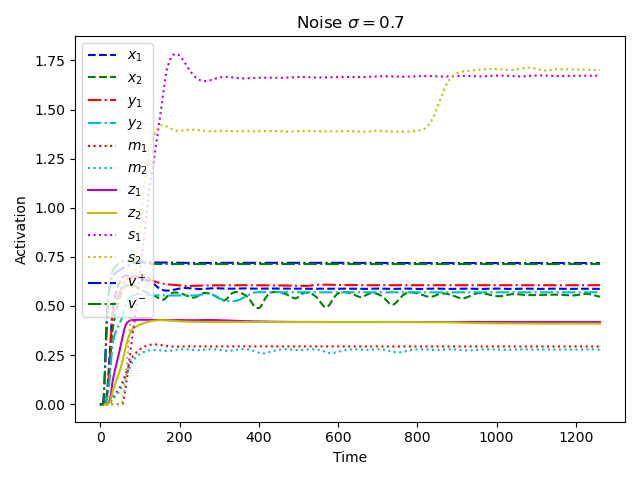 Noise σ = 0.7
Activation
1.75
1.50
1.25
1.00
0.75
0.50
0.25
0.00
x₁
x₂
y₁
y₂
m₁
m₂
z₁
z₂
s₁
s₂
v⁺
v⁻
0 200 400 600 800 1000 1200
Time